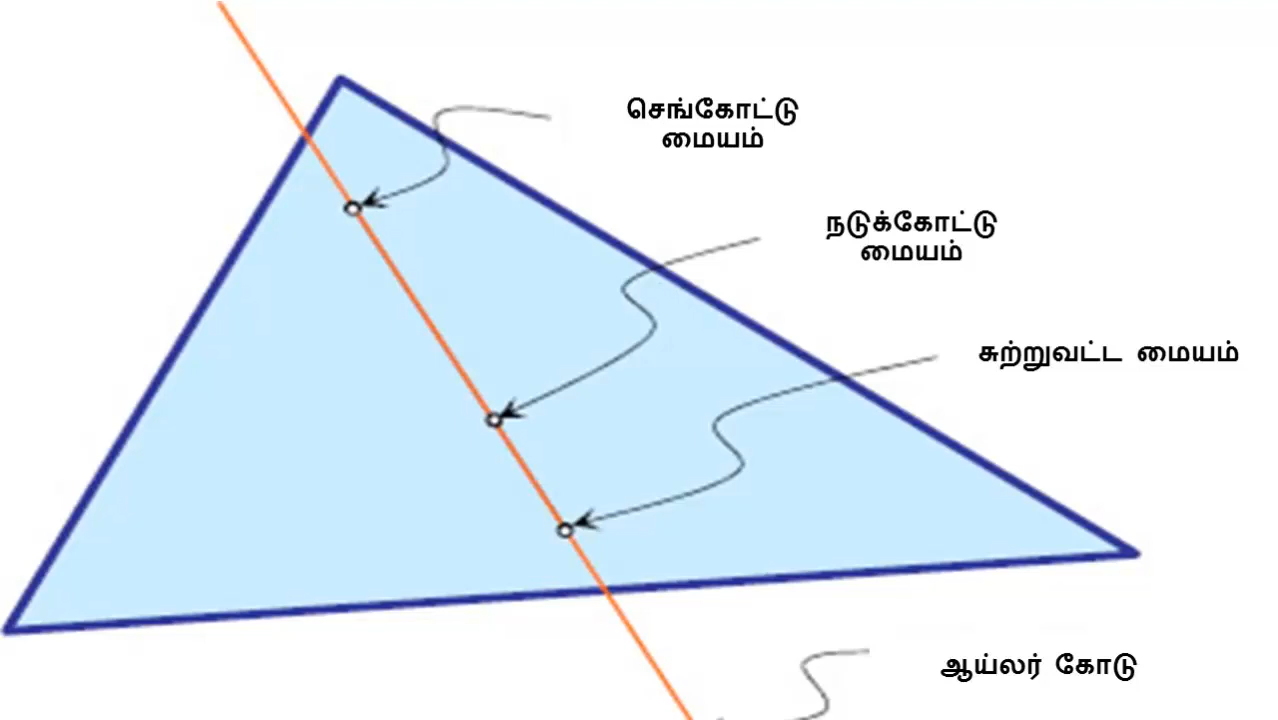 செங்கோட்டு
மையம்
நடுக்கோட்டு
மையம்
சுற்றுவட்ட மையம்
ஆய்லர் கோடு